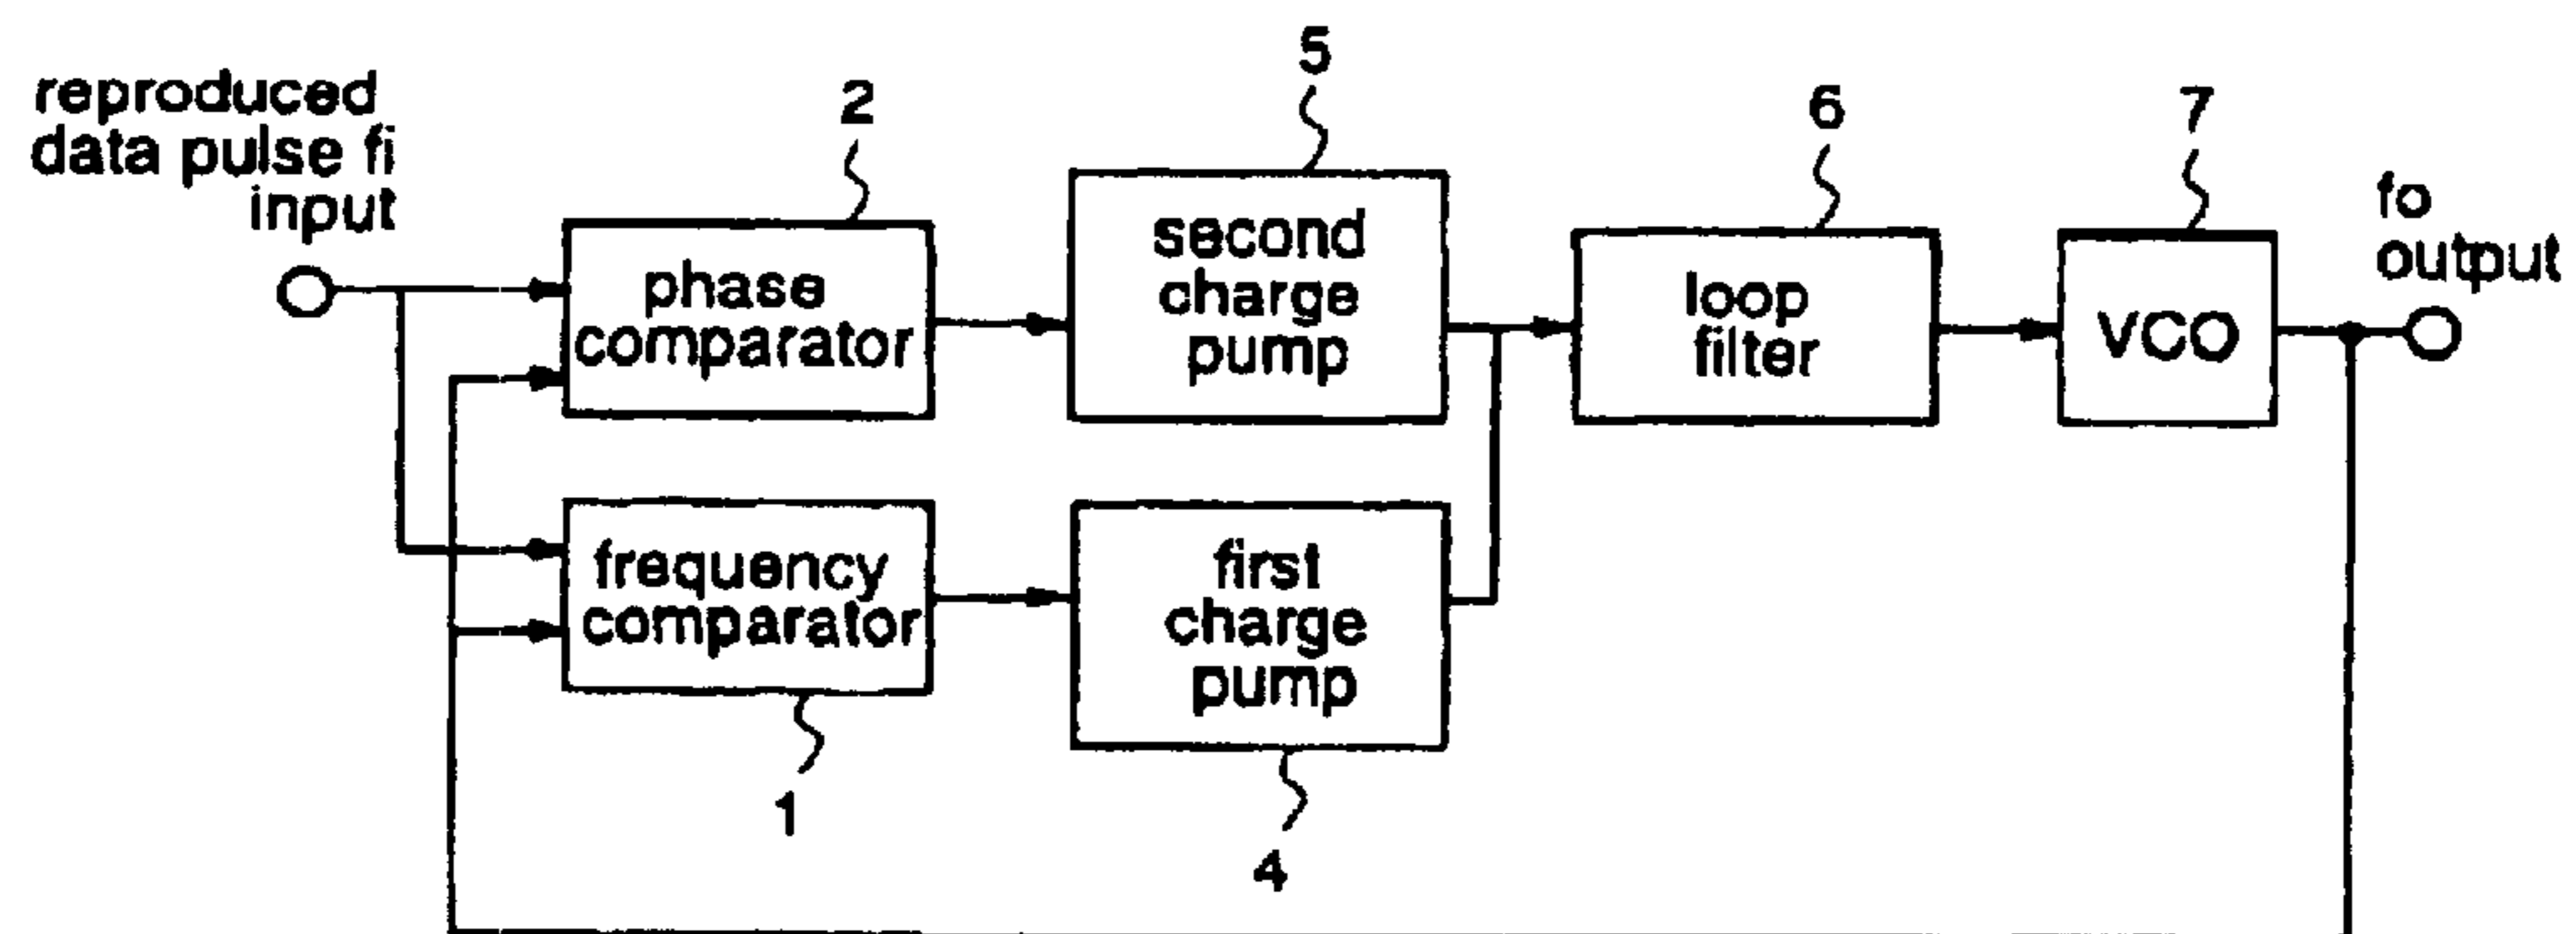 reproduced
data pulse fi
input
2
phase
comparator
5
second
charge
pump
6
loop
filter
7
VCO
fo
output
frequency
comparator
1
first
charge
pump
4